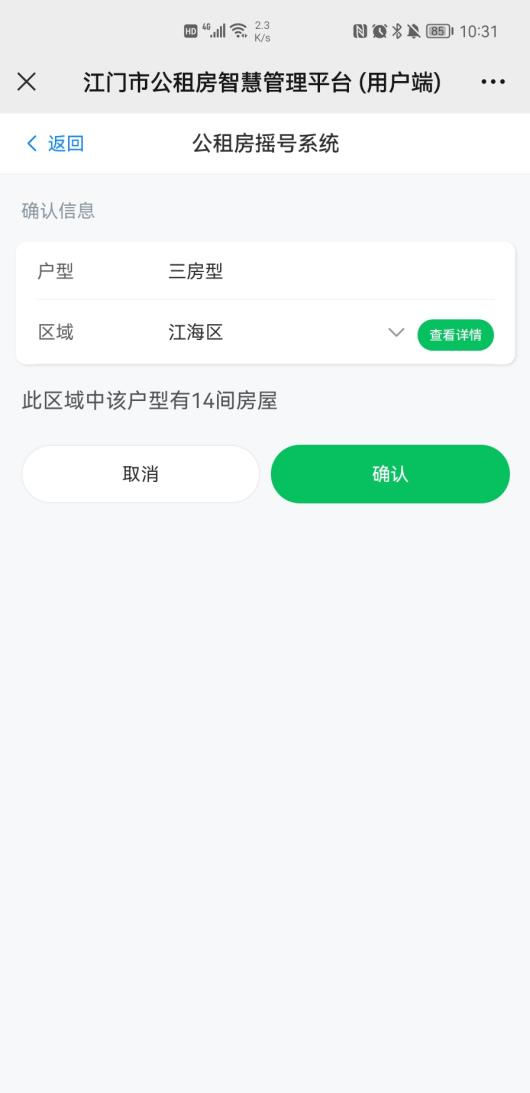 HD 4G 2.3 K/s 85 10:31
江门市公租房智慧管理平台 (用户端)
返回 公租房摇号系统
确认信息
户型 三房型
区域 江海区 查看详情
此区域中该户型有14间房屋
取消 确认